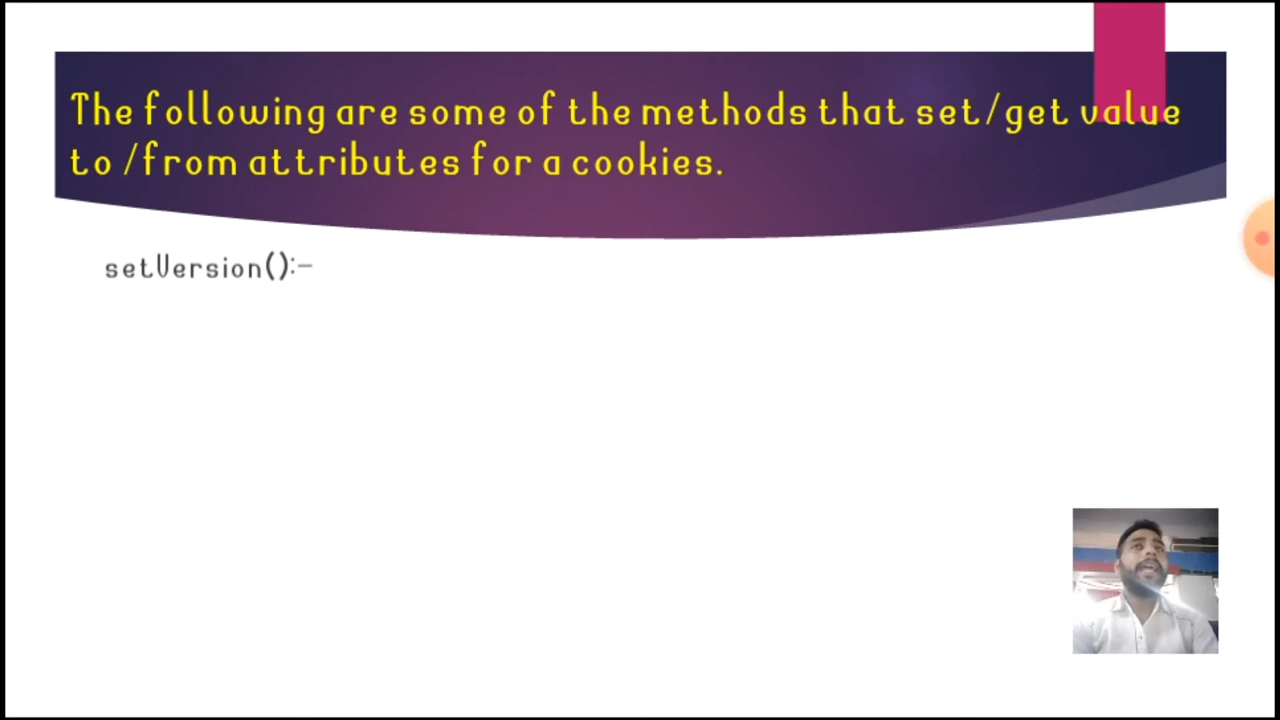 The following are some of the methods that set/get value
to /from attributes for a cookies.
setVersion():-